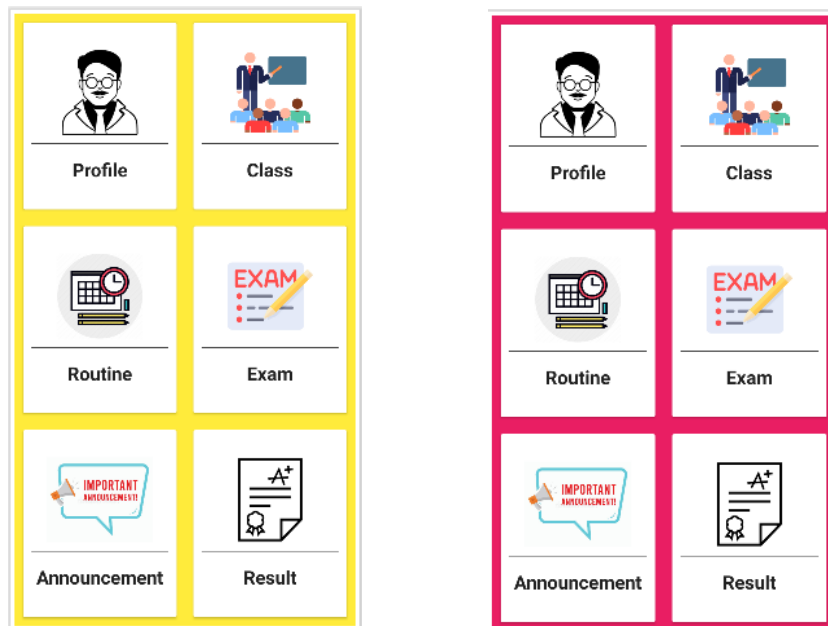 Profile
Class
EXAM
Routine
Exam
IMPORTANT
ANNOUNCEMENT!
A+
Announcement
Result
Profile
Class
EXAM
Routine
Exam
IMPORTANT
ANNOUNCEMENT!
A+
Announcement
Result